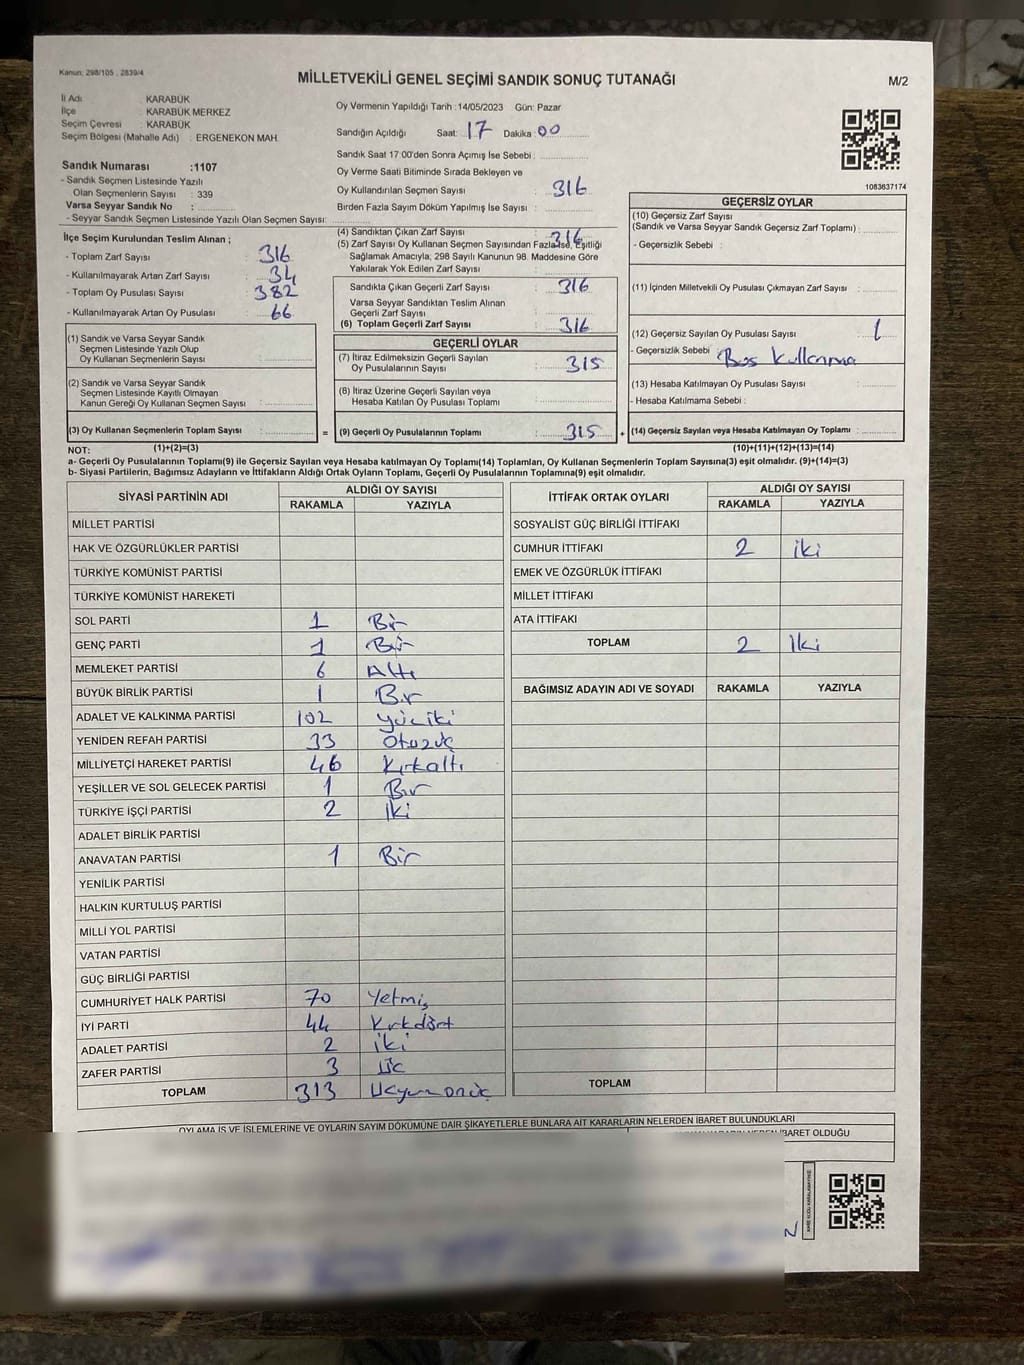 Kanun: 298/105 , 2839/4
MİLLETVEKİLİ GENEL SEÇİMİ SANDIK SONUÇ TUTANAĞI
M/2
İl Adı : KARABÜK
İlçe : KARABÜK MERKEZ
Seçim Çevresi : KARABÜK
Seçim Bölgesi (Mahalle Adı) : ERGENEKON MAH.
Sandık Numarası :1107
- Sandık Seçmen Listesinde Yazılı
Olan Seçmenlerin Sayısı : 339
Varsa Seyyar Sandık No :
- Seyyar Sandık Seçmen Listesinde Yazılı Olan Seçmen Sayısı:
Oy Vermenin Yapıldığı Tarih : 14/05/2023 Gün: Pazar
Sandığın Açıldığı Saat: 17 Dakika : 00
Sandık Saat 17:00'den Sonra Açımış İse Sebebi :
Oy Verme Saati Bitiminde Sırada Bekleyen ve
Oy Kullandırılan Seçmen Sayısı : 316
Birden Fazla Sayım Döküm Yapılmış İse Sayısı :
1083637174
İlçe Seçim Kurulundan Teslim Alınan ;
- Toplam Zarf Sayısı : 316
- Kullanılmayarak Artan Zarf Sayısı : 34
- Toplam Oy Pusulası Sayısı : 382
- Kullanılmayarak Artan Oy Pusulası : 66
(4) Sandıktan Çıkan Zarf Sayısı : 316
(5) Zarf Sayısı Oy Kullanan Seçmen Sayısından Fazla İse, Eşitliği
Sağlamak Amacıyla, 298 Sayılı Kanunun 98. Maddesine Göre
Yakılarak Yok Edilen Zarf Sayısı :
Sandıkta Çıkan Geçerli Zarf Sayısı : 316
Varsa Seyyar Sandıktan Teslim Alınan
Geçerli Zarf Sayısı :
(6) Toplam Geçerli Zarf Sayısı : 316
GEÇERSİZ OYLAR
(10) Geçersiz Zarf Sayısı
(Sandık ve Varsa Seyyar Sandık Geçersiz Zarf Toplamı) :
- Geçersizlik Sebebi :
(11) İçinden Milletvekili Oy Pusulası Çıkmayan Zarf Sayısı :
(12) Geçersiz Sayılan Oy Pusulası Sayısı : 1
- Geçersizlik Sebebi : Boş kullanma
(13) Hesaba Katılmayan Oy Pusulası Sayısı :
- Hesaba Katılmama Sebebi :
(14) Geçersiz Sayılan veya Hesaba Katılmayan Oy Toplamı :
(10)+(11)+(12)+(13)=(14)
(1) Sandık ve Varsa Seyyar Sandık
Seçmen Listesinde Yazılı Olup
Oy Kullanan Seçmenlerin Sayısı :
(2) Sandık ve Varsa Seyyar Sandık
Seçmen Listesinde Kayıtlı Olmayan
Kanun Gereği Oy Kullanan Seçmen Sayısı :
(3) Oy Kullanan Seçmenlerin Toplam Sayısı :
=
GEÇERLİ OYLAR
(7) İtiraz Edilmeksizin Geçerli Sayılan
Oy Pusulalarının Sayısı : 315
(8) İtiraz Üzerine Geçerli Sayılan veya
Hesaba Katılan Oy Pusulası Toplamı :
(9) Geçerli Oy Pusulalarının Toplamı : 315
+
NOT: (1)+(2)=(3)
a- Geçerli Oy Pusulalarının Toplamı(9) ile Geçersiz Sayılan veya Hesaba katılmayan Oy Toplamı(14) Toplamları, Oy Kullanan Seçmenlerin Toplam Sayısına(3) eşit olmalıdır. (9)+(14)=(3)
b- Siyasi Partilerin, Bağımsız Adayların ve İttifakların Aldığı Ortak Oyların Toplamı, Geçerli Oy Pusulalarının Toplamına(9) eşit olmalıdır.
SİYASİ PARTİNİN ADI ALDIĞI OY SAYISI
RAKAMLA YAZIYLA
MİLLET PARTİSİ
HAK VE ÖZGÜRLÜKLER PARTİSİ
TÜRKİYE KOMÜNİST PARTİSİ
TÜRKİYE KOMÜNİST HAREKETİ
SOL PARTİ 1 Bir
GENÇ PARTİ 1 Bir
MEMLEKET PARTİSİ 6 Altı
BÜYÜK BİRLİK PARTİSİ 1 Bır
ADALET VE KALKINMA PARTİSİ 102 yüziki
YENİDEN REFAH PARTİSİ 33 Otuzüç
MİLLİYETÇİ HAREKET PARTİSİ 46 Kırkaltı
YEŞİLLER VE SOL GELECEK PARTİSİ 1 Bır
TÜRKİYE İŞÇİ PARTİSİ 2 İki
ADALET BİRLİK PARTİSİ
ANAVATAN PARTİSİ 1 Bir
YENİLİK PARTİSİ
HALKIN KURTULUŞ PARTİSİ
MİLLİ YOL PARTİSİ
VATAN PARTİSİ
GÜÇ BİRLİĞİ PARTİSİ
CUMHURİYET HALK PARTİSİ 70 Yetmiş
İYİ PARTİ 44 Kırkdört
ADALET PARTİSİ 2 İki
ZAFER PARTİSİ 3 Üç
TOPLAM 313 Üçyüzonüç
İTTİFAK ORTAK OYLARI ALDIĞI OY SAYISI
RAKAMLA YAZIYLA
SOSYALİST GÜÇ BİRLİĞİ İTTİFAKI
CUMHUR İTTİFAKI 2 iki
EMEK VE ÖZGÜRLÜK İTTİFAKI
MİLLET İTTİFAKI
ATA İTTİFAKI
TOPLAM 2 İki
BAĞIMSIZ ADAYIN ADI VE SOYADI RAKAMLA YAZIYLA
TOPLAM
OYLAMA İŞ VE İŞLEMLERİNE VE OYLARIN SAYIM DÖKÜMÜNE DAİR ŞİKAYETLERLE BUNLARA AİT KARARLARIN NELERDEN İBARET BULUNDUKLARI
İBARET OLDUĞU